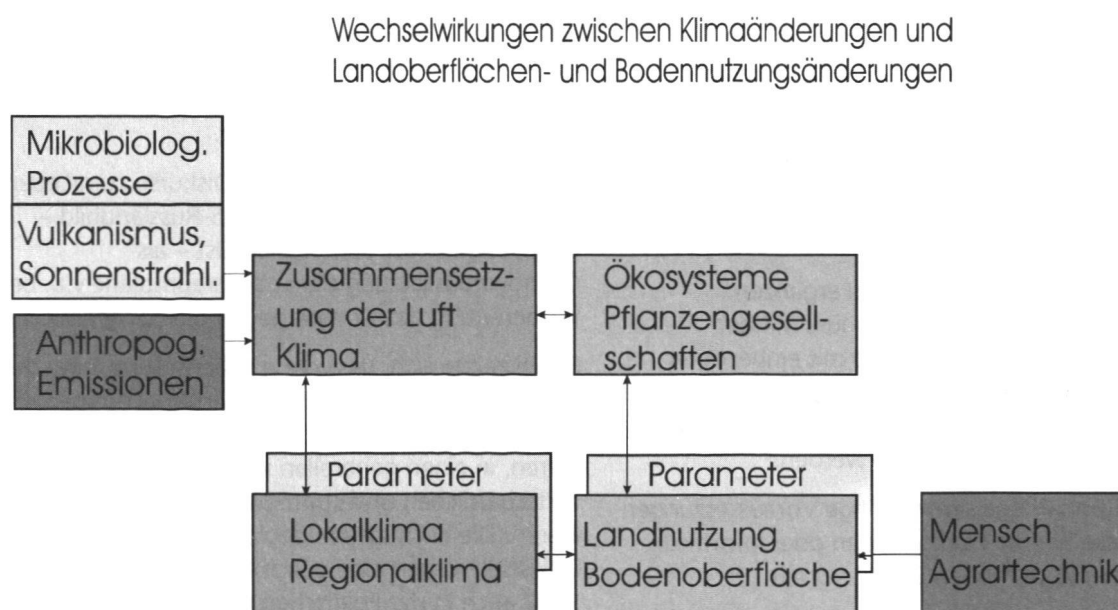 Wechselwirkungen zwischen Klimaänderungen und
Landoberflächen- und Bodennutzungsänderungen
Mikrobiolog.
Prozesse
Vulkanismus,
Sonnenstrahl.
Anthropog.
Emissionen
Zusammensetz-
ung der Luft
Klima
Ökosysteme
Pflanzengesell-
schaften
Parameter
Lokalklima
Regionalklima
Parameter
Landnutzung
Bodenoberfläche
Mensch
Agrartechnik